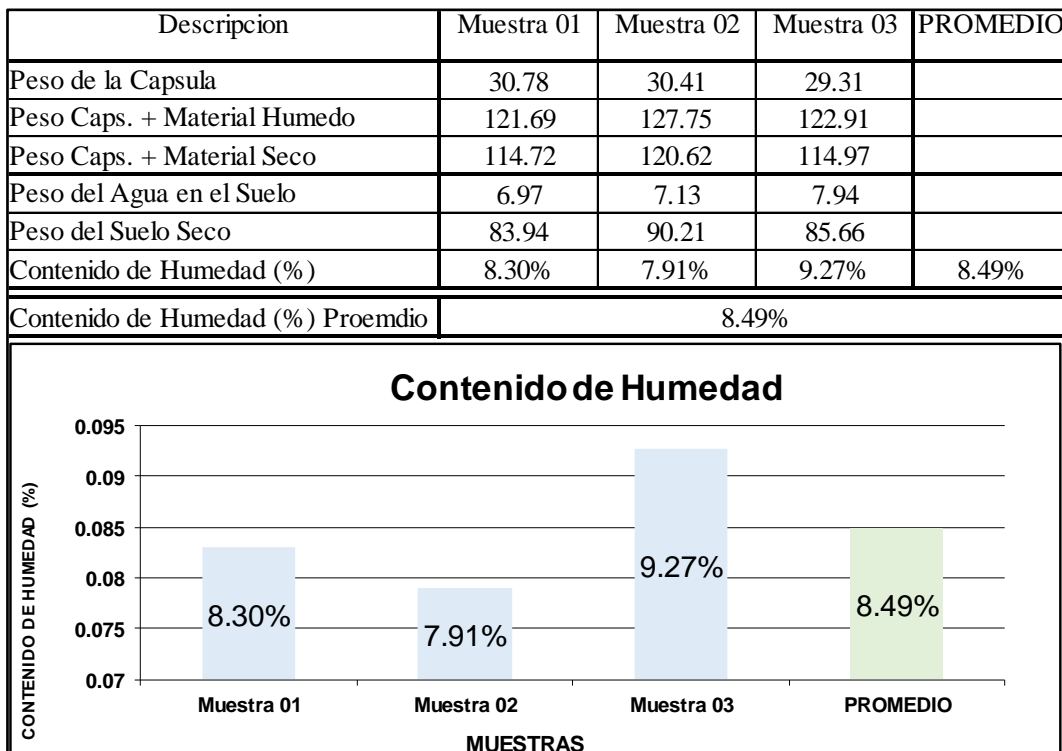 Descripcion Muestra 01 Muestra 02 Muestra 03 PROMEDIO
Peso de la Capsula 30.78 30.41 29.31
Peso Caps. + Material Humedo 121.69 127.75 122.91
Peso Caps. + Material Seco 114.72 120.62 114.97
Peso del Agua en el Suelo 6.97 7.13 7.94
Peso del Suelo Seco 83.94 90.21 85.66
Contenido de Humedad (%) 8.30% 7.91% 9.27% 8.49%
Contenido de Humedad (%) Proemdio 8.49%
Contenido de Humedad
CONTENIDO DE HUMEDAD (%)
0.095
0.09
0.085
0.08
0.075
0.07
8.30%
7.91%
9.27%
8.49%
Muestra 01 Muestra 02 Muestra 03 PROMEDIO
MUESTRAS